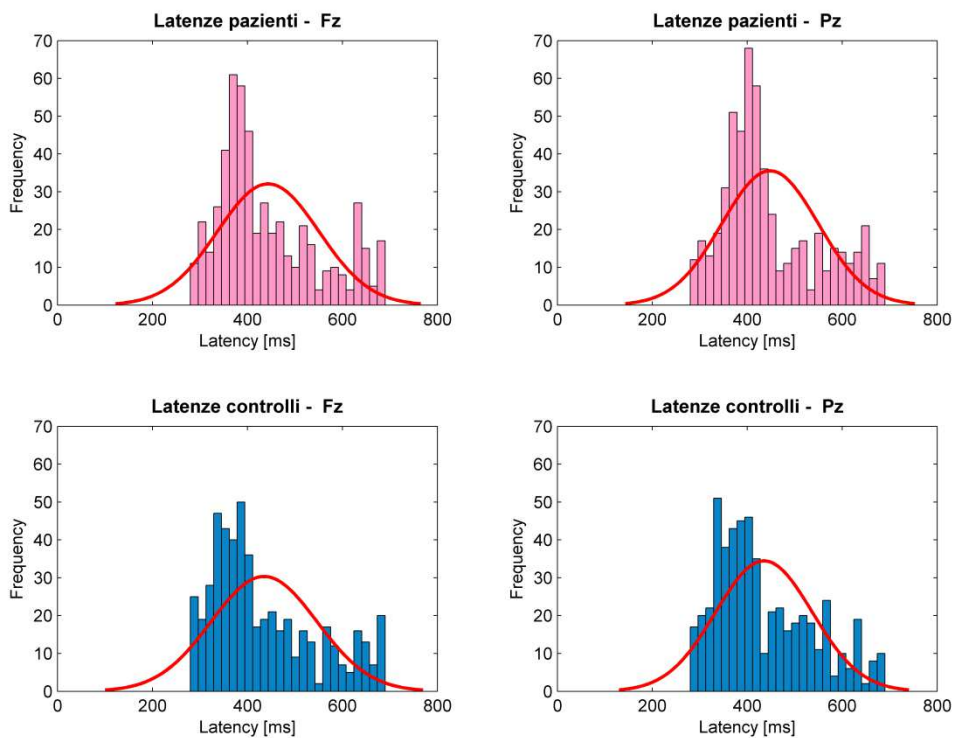 Latenze pazienti - Fz
70
60
50
40
30
20
10
0
Frequency
0 200 400 600 800
Latency [ms]
Latenze pazienti - Pz
70
60
50
40
30
20
10
0
Frequency
0 200 400 600 800
Latency [ms]
Latenze controlli - Fz
70
60
50
40
30
20
10
0
Frequency
0 200 400 600 800
Latency [ms]
Latenze controlli - Pz
70
60
50
40
30
20
10
0
Frequency
0 200 400 600 800
Latency [ms]